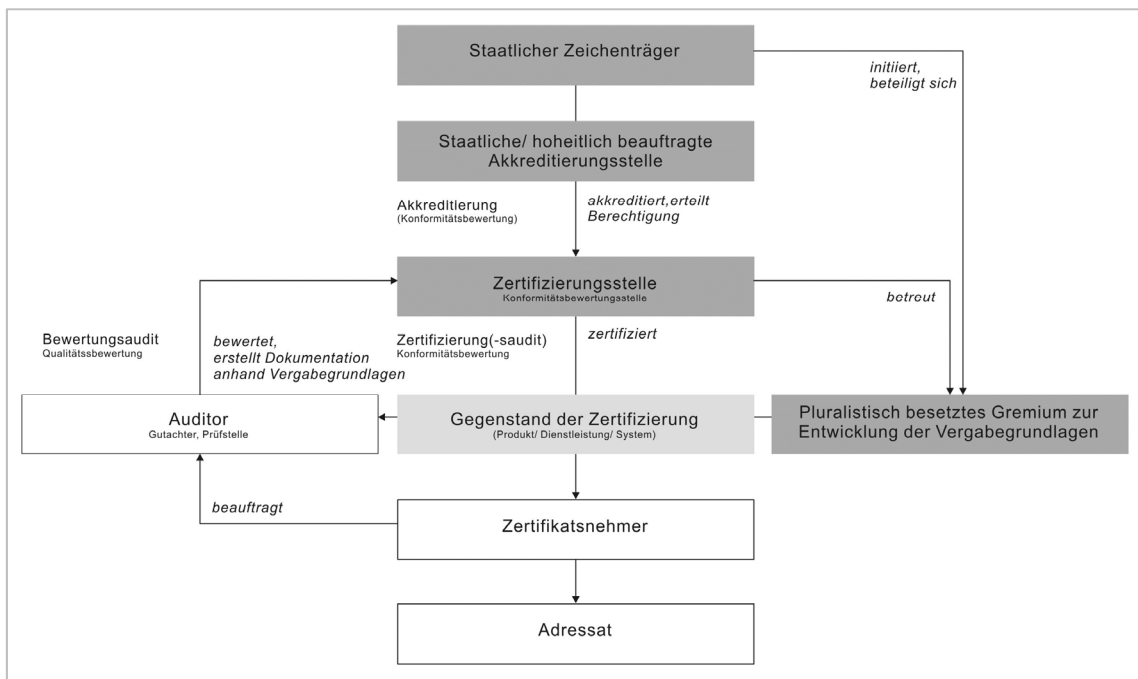 Staatlicher Zeichenträger
initiiert,
beteiligt sich
Staatliche/ hoheitlich beauftragte
Akkreditierungsstelle
Akkreditierung
(Konformitätsbewertung)
akkreditiert,erteilt
Berechtigung
Zertifizierungsstelle
Konformitätsbewertungsstelle
betreut
Bewertungsaudit
Qualitätssbewertung
bewertet,
erstellt Dokumentation
anhand Vergabegrundlagen
Zertifizierung(-saudit)
Konformitätsbewertung
zertifiziert
Auditor
Gutachter, Prüfstelle
Gegenstand der Zertifizierung
(Produkt/ Dienstleistung/ System)
Pluralistisch besetztes Gremium zur
Entwicklung der Vergabegrundlagen
beauftragt
Zertifikatsnehmer
Adressat